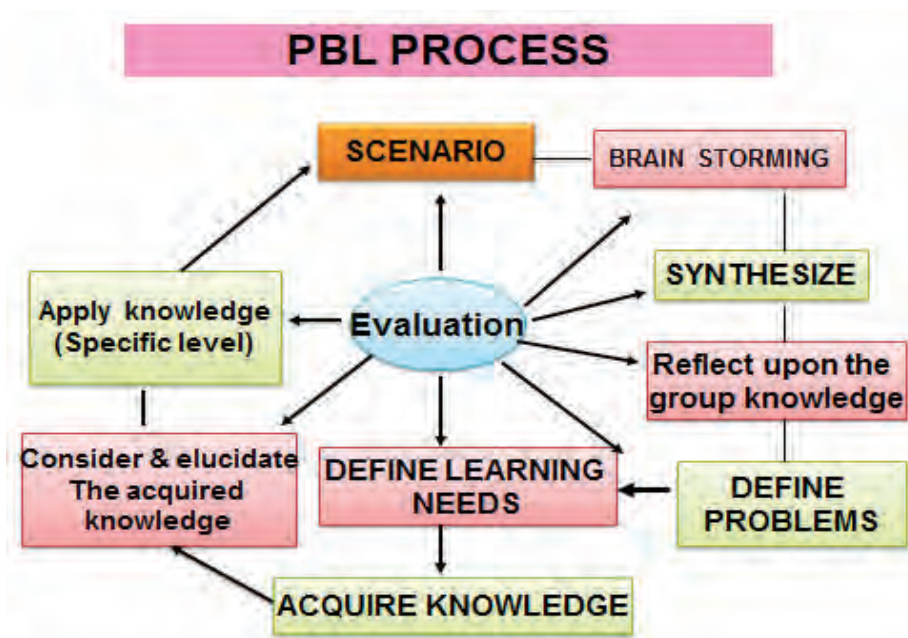 PBL PROCESS
SCENARIO
BRAIN STORMING
SYNTHESIZE
Evaluation
Apply knowledge
(Specific level)
Reflect upon the
group knowledge
Consider & elucidate
The acquired
knowledge
DEFINE LEARNING
NEEDS
DEFINE
PROBLEMS
ACQUIRE KNOWLEDGE